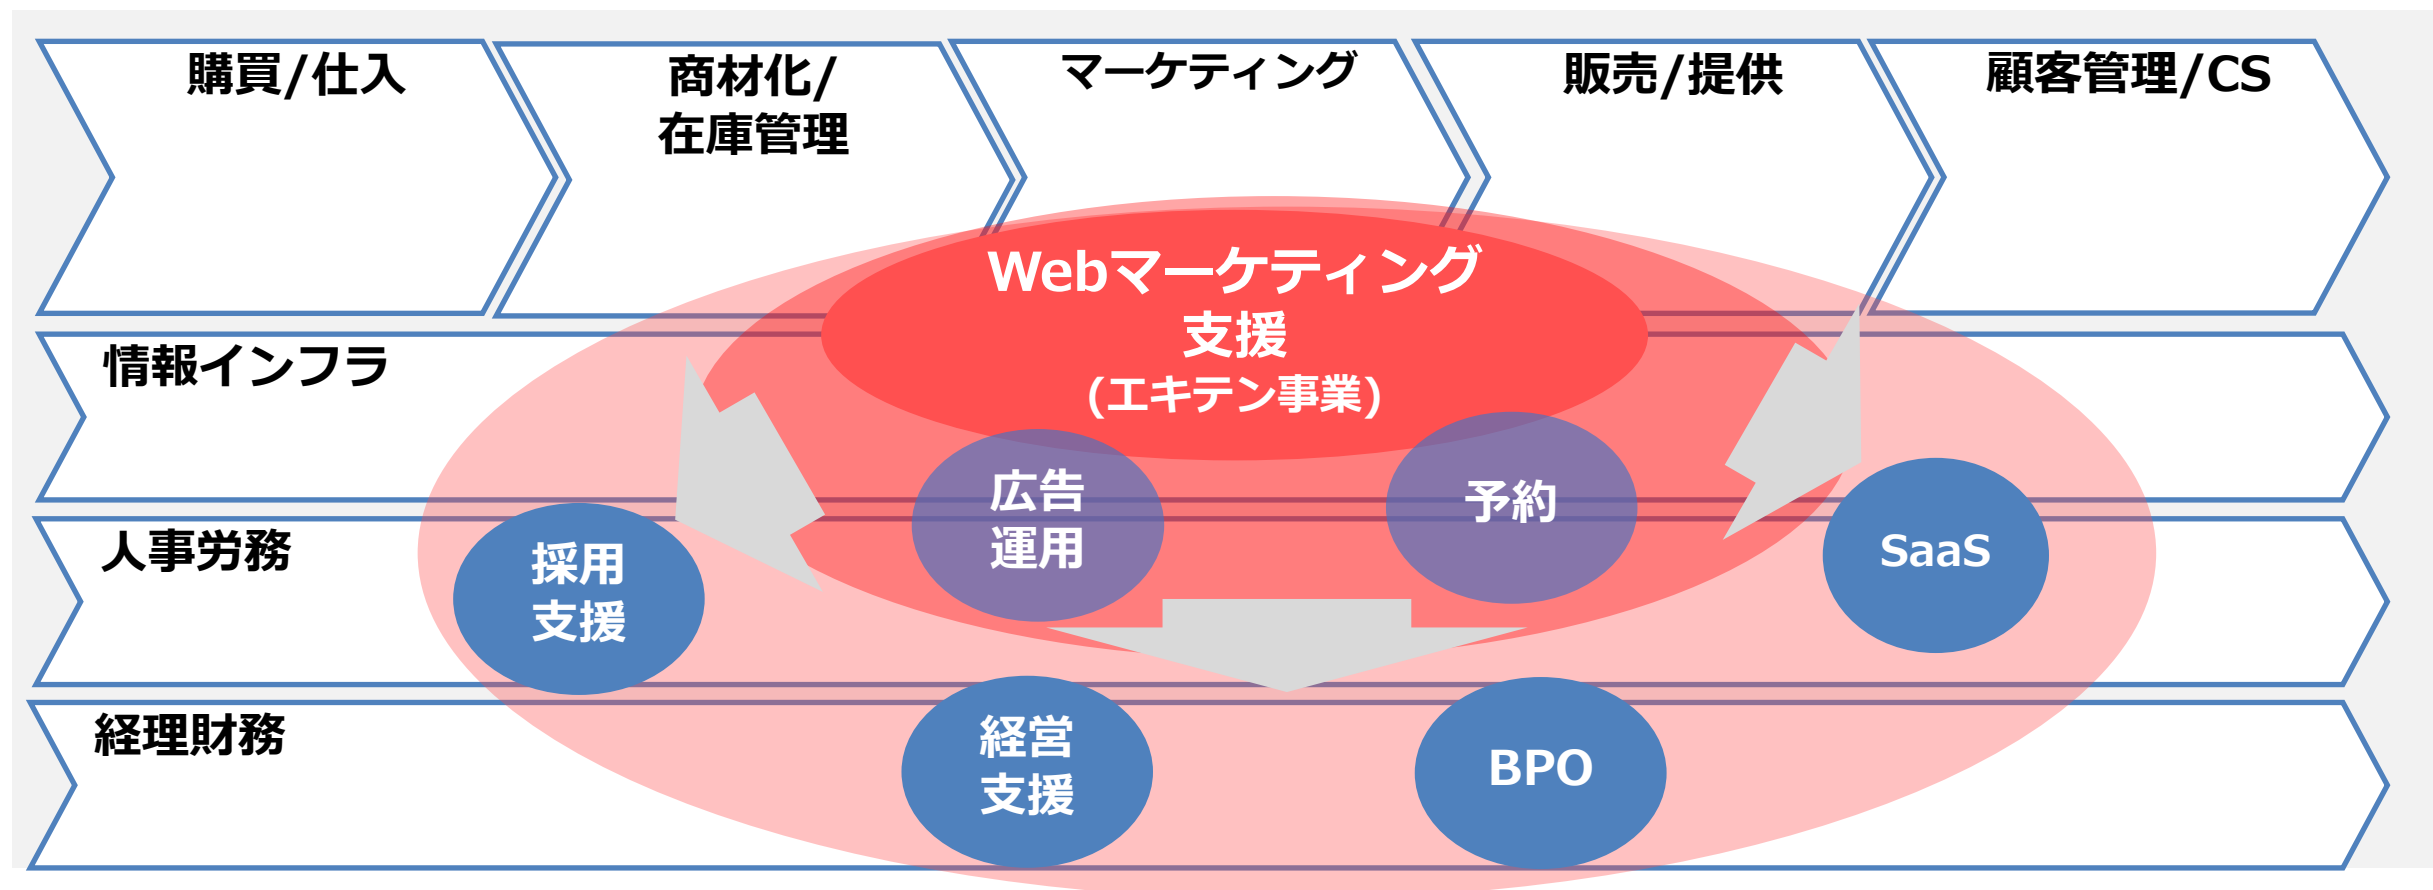 購買/仕入
商材化/
在庫管理
マーケティング
販売/提供
顧客管理/CS
Webマーケティング
支援
(エキテン事業)
情報インフラ
広告
運用
予約
SaaS
人事労務
採用
支援
経理財務
経営
支援
BPO